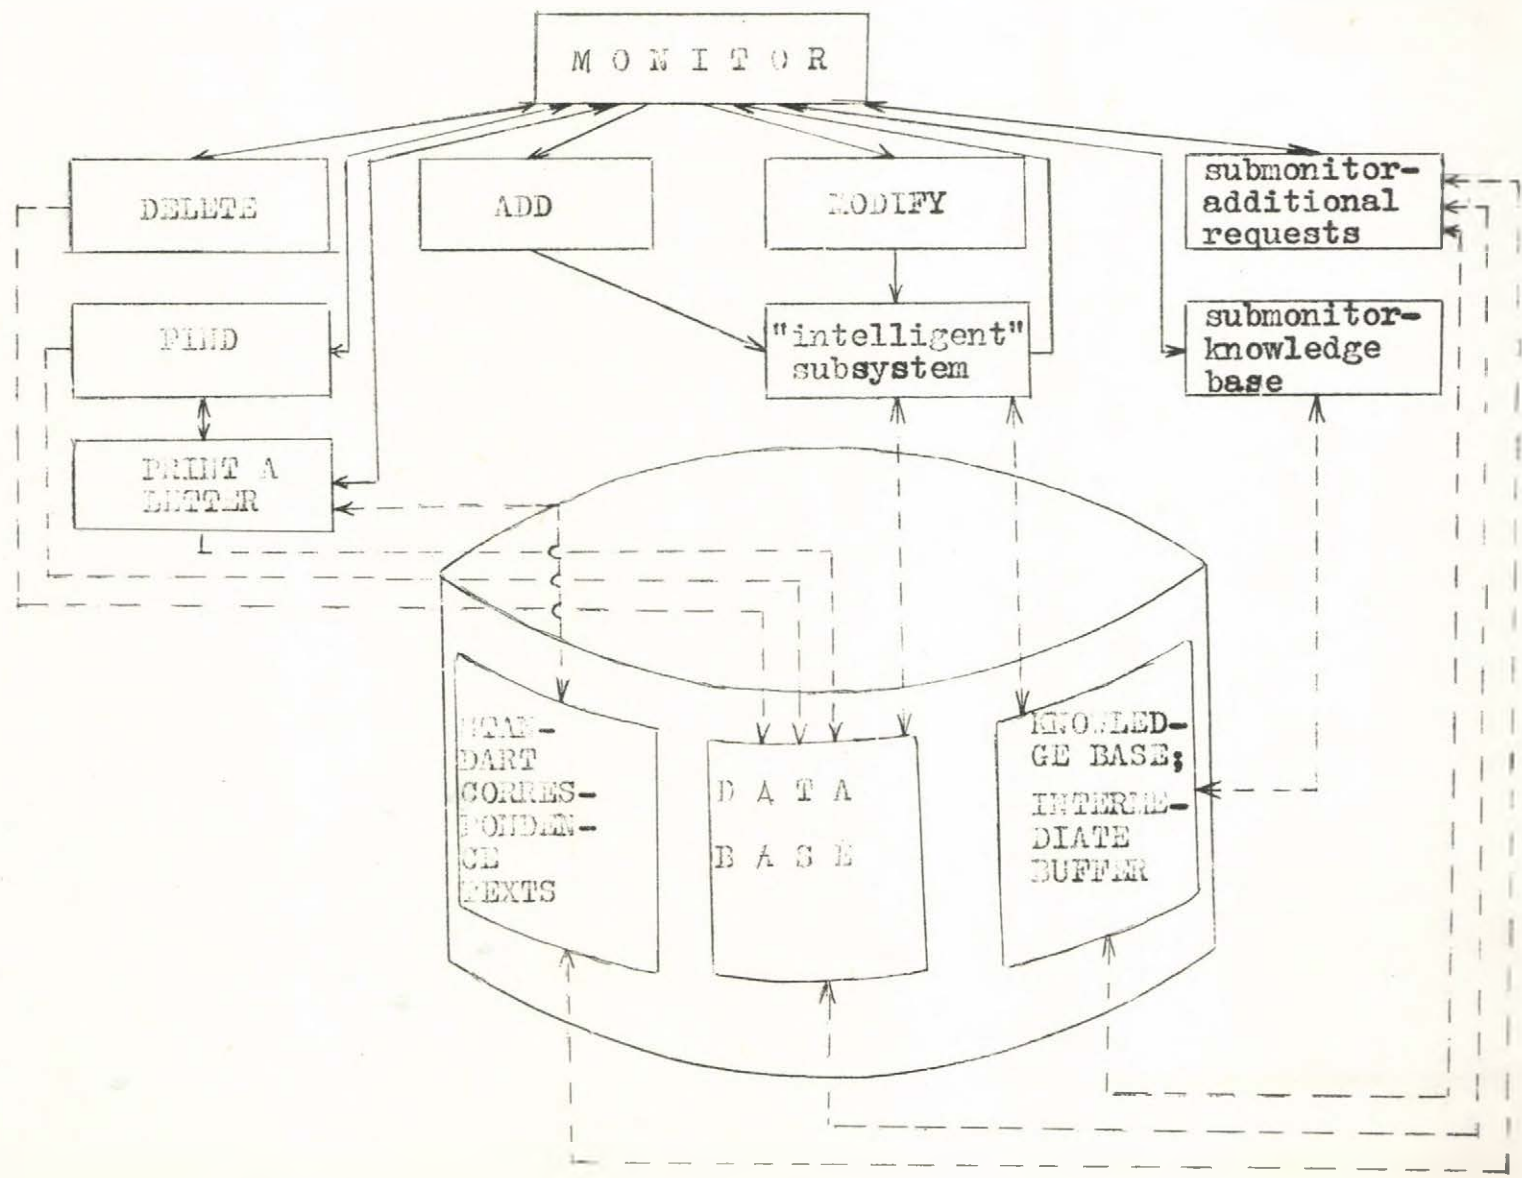 M O N I T O R
DELETE
ADD
MODIFY
submonitor-
additional
requests
FIND
"intelligent"
subsystem
submonitor-
knowledge
base
PRINT A
LETTER
STAN-
DART
CORRES-
PONDEN-
CE
TEXTS
D A T A
B A S E
KNOWLED-
GE BASE;
INTERME-
DIATE
BUFFER